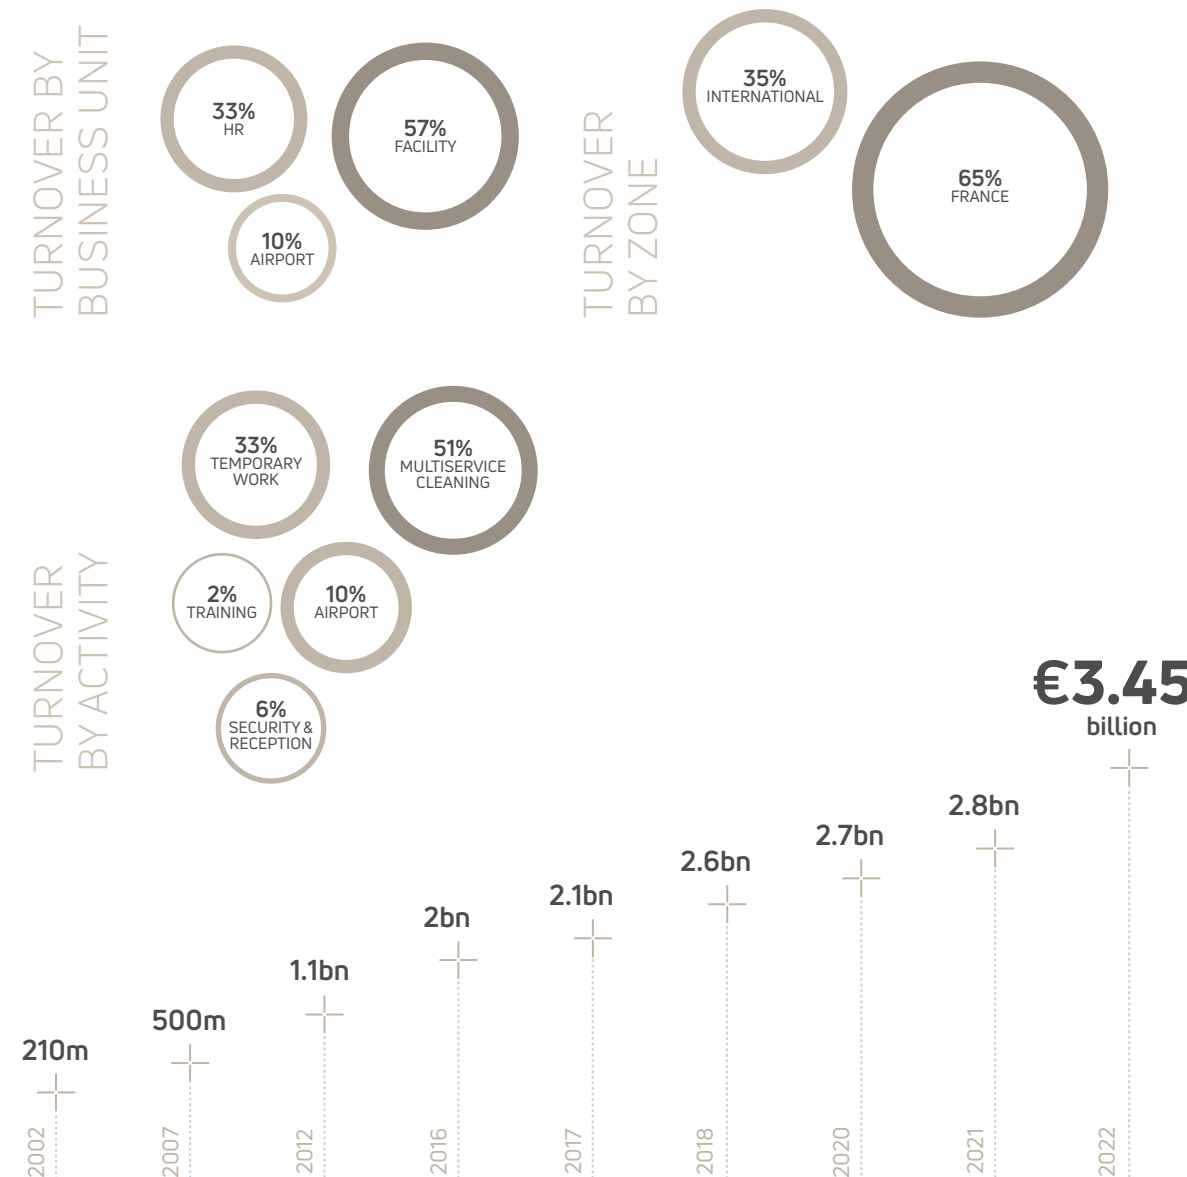 TURNOVER BY
BUSINESS UNIT
33%
HR
57%
FACILITY
10%
AIRPORT
TURNOVER
BY ZONE
35%
INTERNATIONAL
65%
FRANCE
TURNOVER
BY ACTIVITY
33%
TEMPORARY
WORK
51%
MULTISERVICE
CLEANING
2%
TRAINING
10%
AIRPORT
6%
SECURITY &
RECEPTION
210m
500m
1.1bn
2bn
2.1bn
2.6bn
2.7bn
2.8bn
€3.45
billion
2002
2007
2012
2016
2017
2018
2020
2021
2022